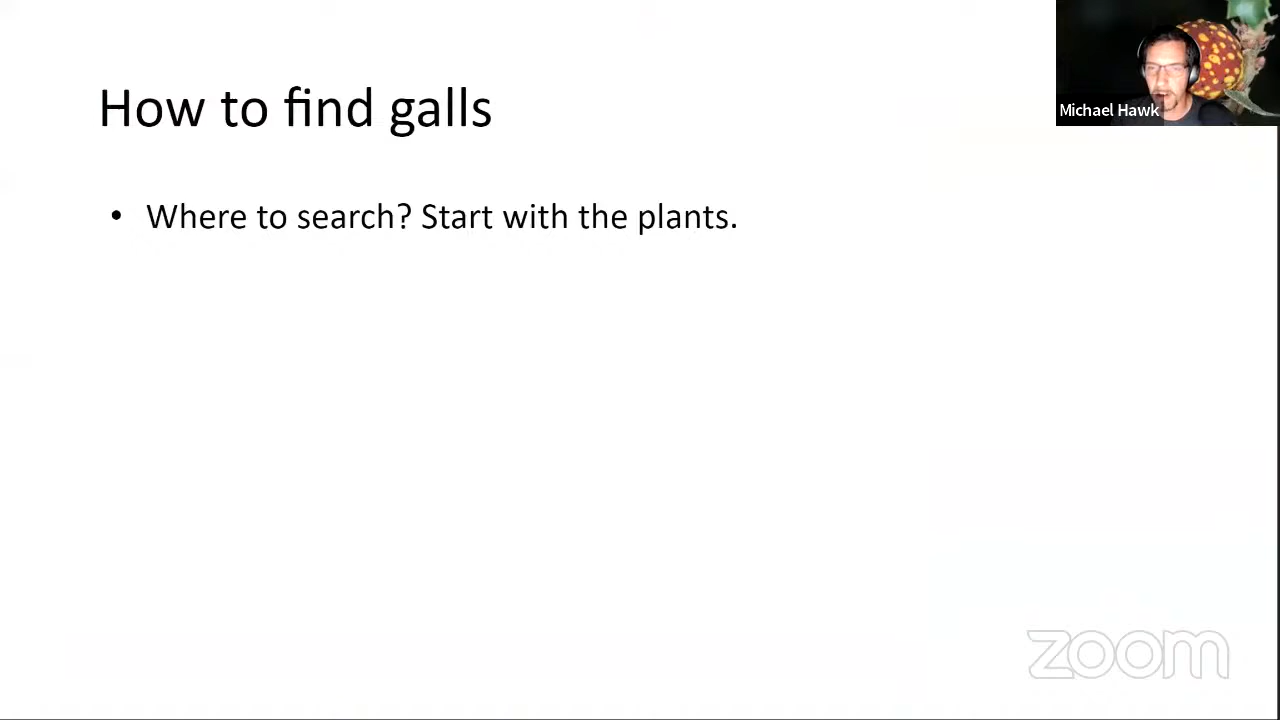 How to find galls
• Where to search? Start with the plants.
Michael Hawk
zoom